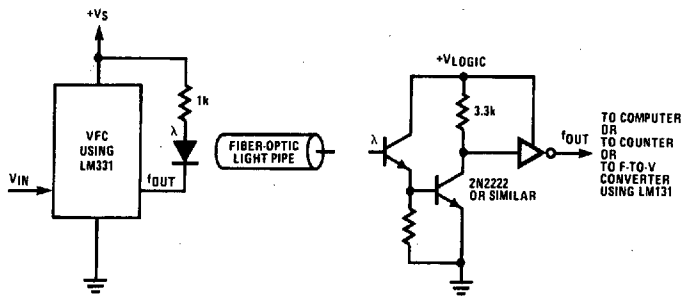 +VS
1k
λ
VFC
USING
LM331
VIN
fOUT
FIBER-OPTIC
LIGHT PIPE
+VLOGIC
3.3k
λ
2N2222
OR SIMILAR
fOUT
TO COMPUTER
OR
TO COUNTER
OR
TO F-TO-V
CONVERTER
USING LM131